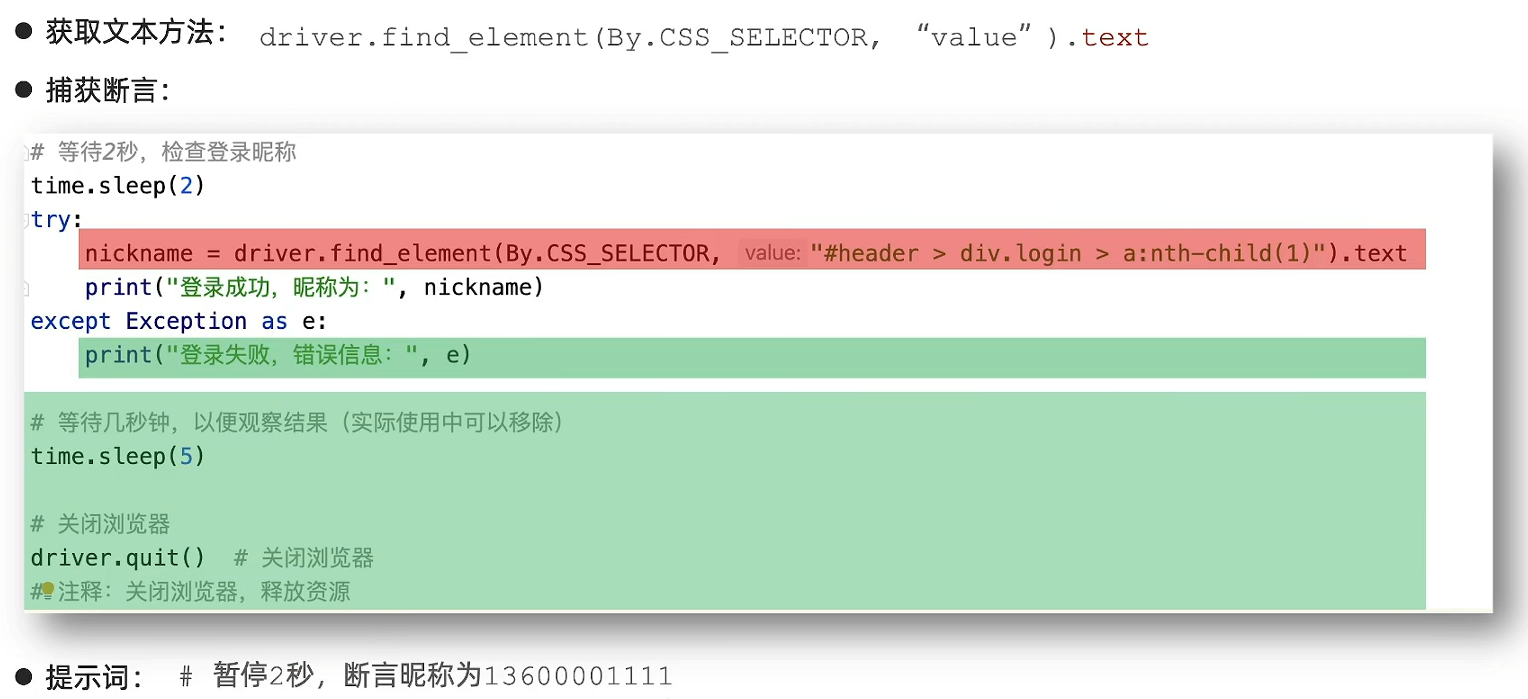 ● 获取文本方法： driver.find_element(By.CSS_SELECTOR, “value” ).text
● 捕获断言：
# 等待2秒，检查登录昵称
time.sleep(2)
try:
nickname = driver.find_element(By.CSS_SELECTOR, value: "#header > div.login > a:nth-child(1)").text
print("登录成功，昵称为：", nickname)
except Exception as e:
print("登录失败，错误信息：", e)
# 等待几秒钟，以便观察结果（实际使用中可以移除）
time.sleep(5)
# 关闭浏览器
driver.quit() # 关闭浏览器
# 注释：关闭浏览器，释放资源
● 提示词： # 暂停2秒，断言昵称为13600001111